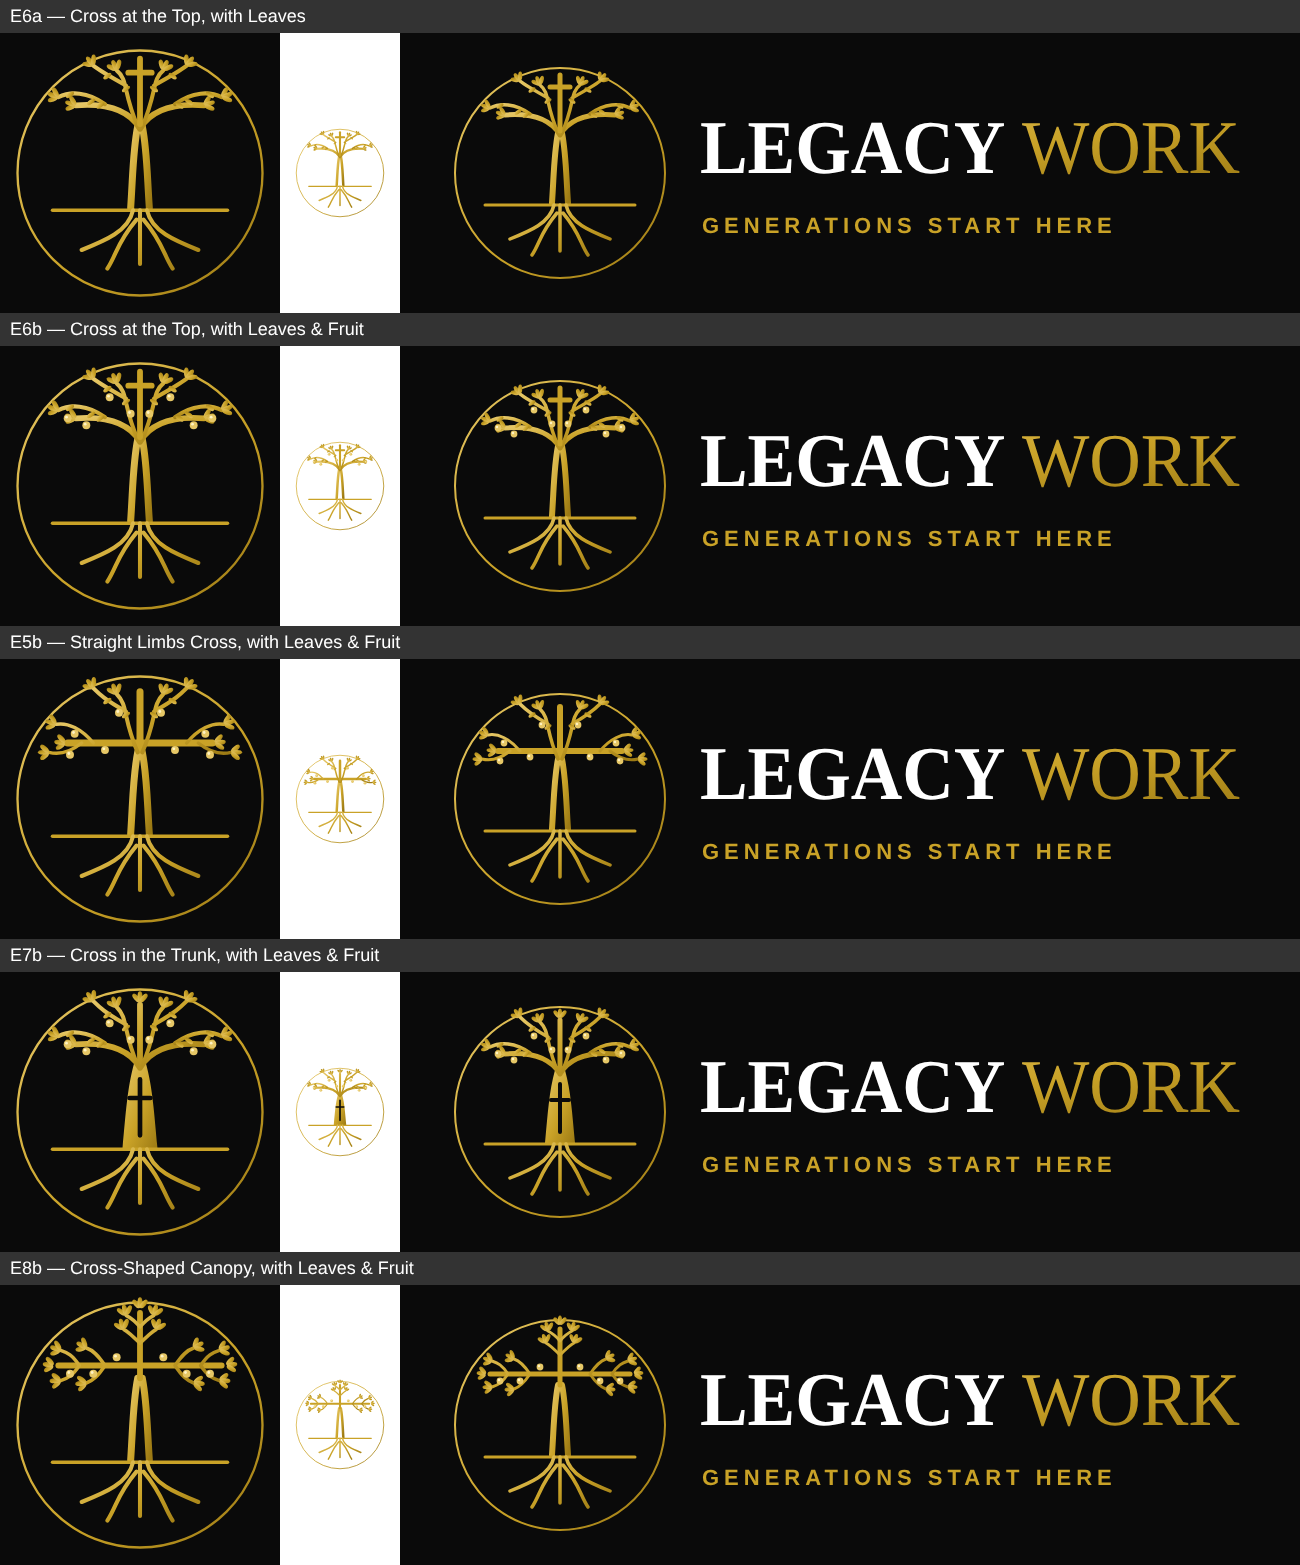 E6a — Cross at the Top, with Leaves
LEGACY WORK
GENERATIONS START HERE
E6b — Cross at the Top, with Leaves & Fruit
LEGACY WORK
GENERATIONS START HERE
E5b — Straight Limbs Cross, with Leaves & Fruit
LEGACY WORK
GENERATIONS START HERE
E7b — Cross in the Trunk, with Leaves & Fruit
LEGACY WORK
GENERATIONS START HERE
E8b — Cross-Shaped Canopy, with Leaves & Fruit
LEGACY WORK
GENERATIONS START HERE